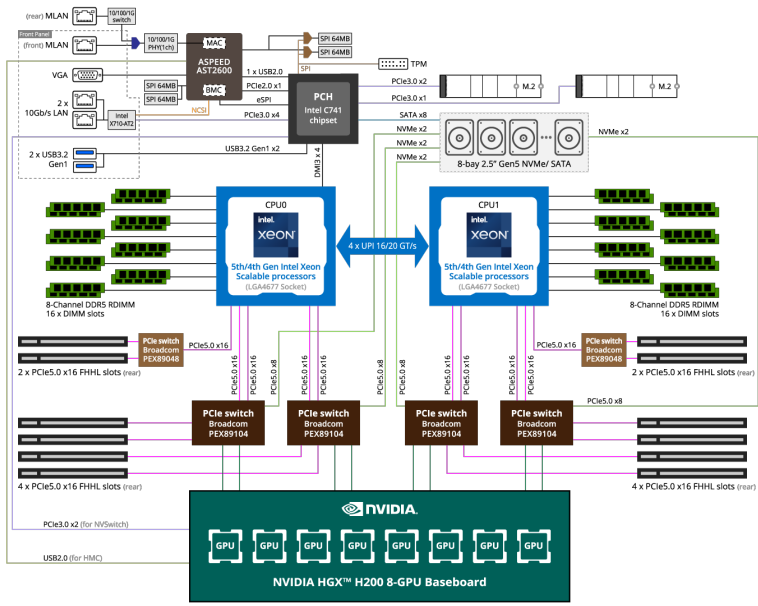 (rear) MLAN
10/100/1G
switch
Front Panel
(front) MLAN
10/100/1G
PHY(1ch)
MAC
ASPEED
AST2600
BMC
SPI 64MB
SPI 64MB
SPI
TPM
VGA
SPI 64MB
SPI 64MB
1 x USB2.0
PCIe2.0 x1
eSPI
PCH
Intel C741
chipset
PCIe3.0 x2
M.2
M.2
PCIe3.0 x1
2 x
10Gb/s LAN
Intel
X710-AT2
NCSI
PCIe3.0 x4
SATA x8
NVMe x2
NVMe x2
NVMe x2
NVMe x2
8-bay 2.5" Gen5 NVMe/ SATA
2 x USB3.2
Gen1
USB3.2 Gen1 x2
DMI3 x 4
CPU0
intel.
XEON
5th/4th Gen Intel Xeon
Scalable processors
(LGA4677 Socket)
4 x UPI 16/20 GT/s
CPU1
intel.
XEON
5th/4th Gen Intel Xeon
Scalable processors
(LGA4677 Socket)
8-Channel DDR5 RDIMM
16 x DIMM slots
8-Channel DDR5 RDIMM
16 x DIMM slots
PCIe switch
Broadcom
PEX89048
PCIe5.0 x16
2 x PCIe5.0 x16 FHHL slots (rear)
PCIe5.0 x16
PCIe5.0 x16
PCIe5.0 x8
PCIe5.0 x16
PCIe5.0 x16
PCIe5.0 x8
PCIe5.0 x8
PCIe5.0 x16
PCIe5.0 x16
PCIe5.0 x16
PCIe5.0 x16
PCIe5.0 x16
PCIe switch
Broadcom
PEX89048
2 x PCIe5.0 x16 FHHL slots (rear)
PCIe5.0 x8
PCIe switch
Broadcom
PEX89104
PCIe switch
Broadcom
PEX89104
PCIe switch
Broadcom
PEX89104
PCIe switch
Broadcom
PEX89104
4 x PCIe5.0 x16 FHHL slots (rear)
4 x PCIe5.0 x16 FHHL slots (rear)
NVIDIA.
PCIe3.0 x2 (for NVSwitch)
GPU GPU GPU GPU GPU GPU GPU GPU
USB2.0 (for HMC)
NVIDIA HGX™ H200 8-GPU Baseboard